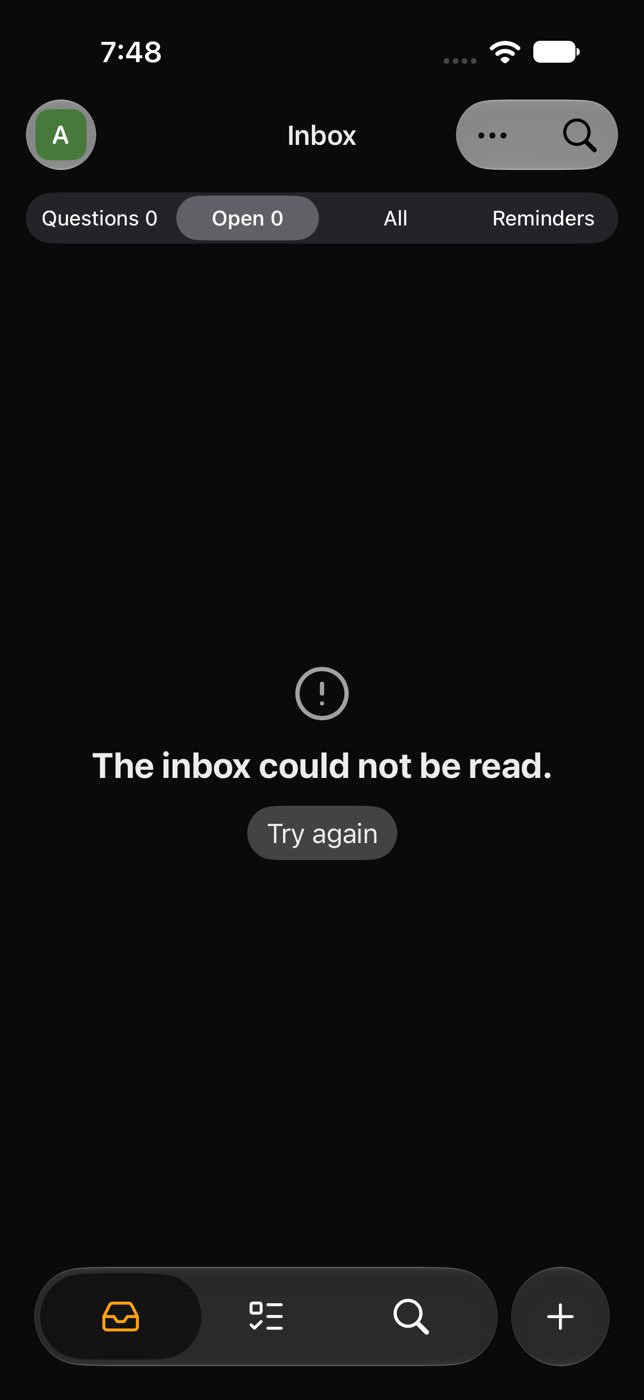 7:48
A
Inbox
Questions 0
Open 0
All
Reminders
The inbox could not be read.
Try again